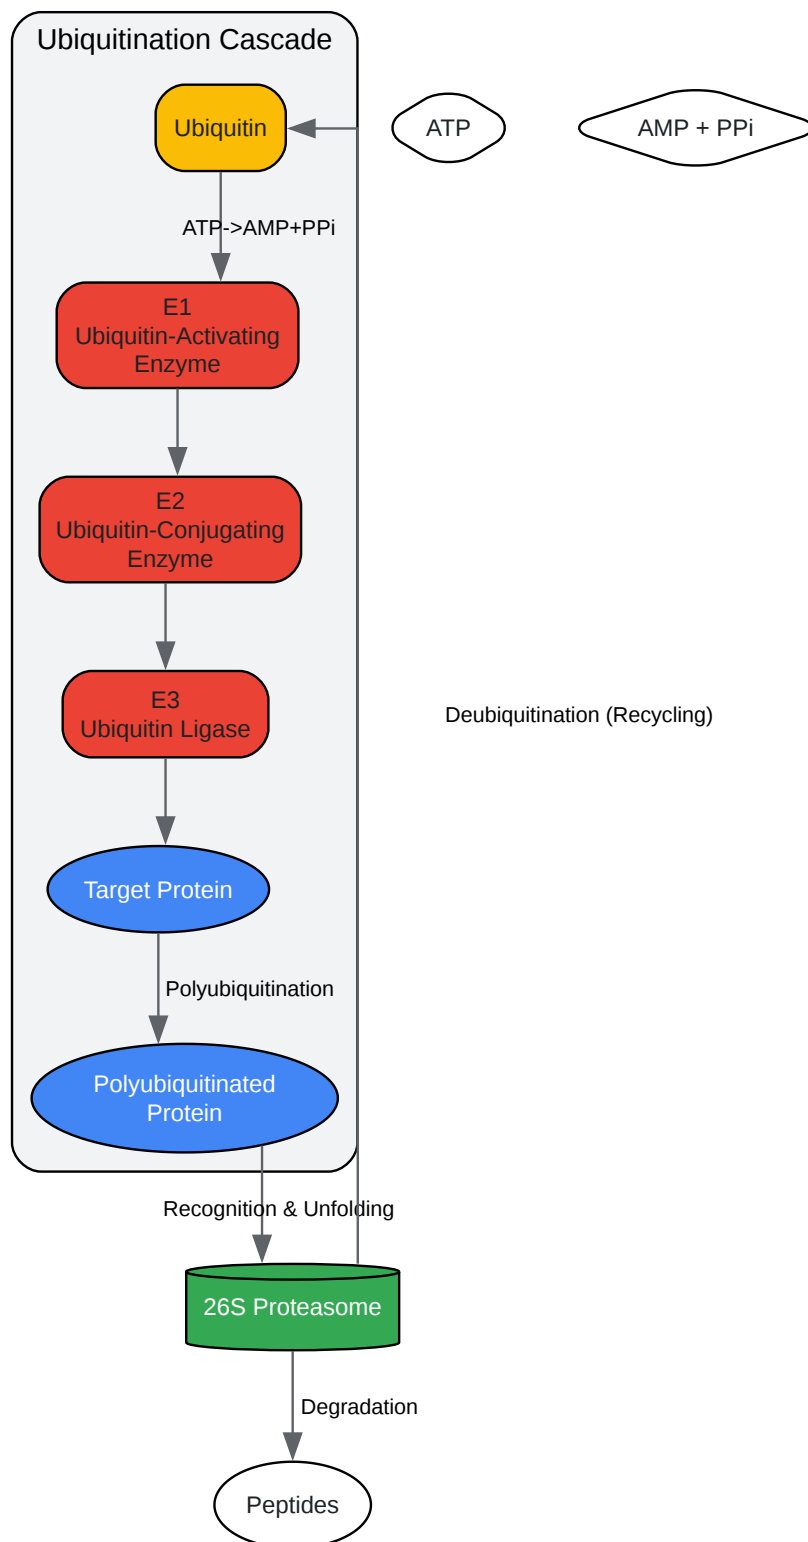 Ubiquitination Cascade
Ubiquitin
ATP
AMP + PPi
ATP->AMP+PPi
E1
Ubiquitin-Activating
Enzyme
E2
Ubiquitin-Conjugating
Enzyme
E3
Ubiquitin Ligase
Deubiquitination (Recycling)
Target Protein
Polyubiquitination
Polyubiquitinated
Protein
Recognition & Unfolding
26S Proteasome
Degradation
Peptides